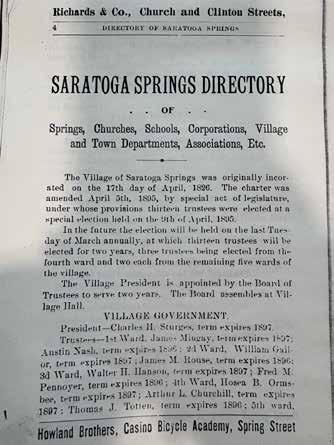 Richards & Co., Church and Clinton Streets,
4 DIRECTORY OF SARATOGA SPRINGS
SARATOGA SPRINGS DIRECTORY
. . OF . .
Springs, Churches, Schools, Corporations, Village
and Town Departments, Associations, Etc.
The Village of Saratoga Springs was originally incor-
ated on the 17th day of April, 1826. The charter was
amended April 5th, 1895, by special act of legislature,
under whose provisions thirteen trustees were elected at a
special election held on the 9th of April, 1895.
In the future the election will be held on the last Tues-
day of March annually, at which thirteen trustees will be
elected for two years, three trustees being elected from the
fourth ward and two each from the remaining five wards of
the village.
The Village President is appointed by the Board of
Trustees to serve two years. The Board assembles at Vil-
lage Hall.
VILLAGE GOVERNMENT.
President—Charles H. Sturges, term expires 1897.
Trustees—1st Ward, James Mingay, term expires 1897;
Austin Nash, term expires 1896; 2d Ward, William Gail-
or, term expires 1897; James M. Rouse, term expires 1896;
3d Ward, Walter H. Hanson, term expires 1897; Fred M.
Pennoyer, term expires 1896; 4th Ward, Hosea B. Orms-
bee, term expires 1897; Arthur L. Churchill, term expires
1897; Thomas J. Totten, term expires 1896; 5th ward,
Howland Brothers, Casino Bicycle Academy, Spring Street